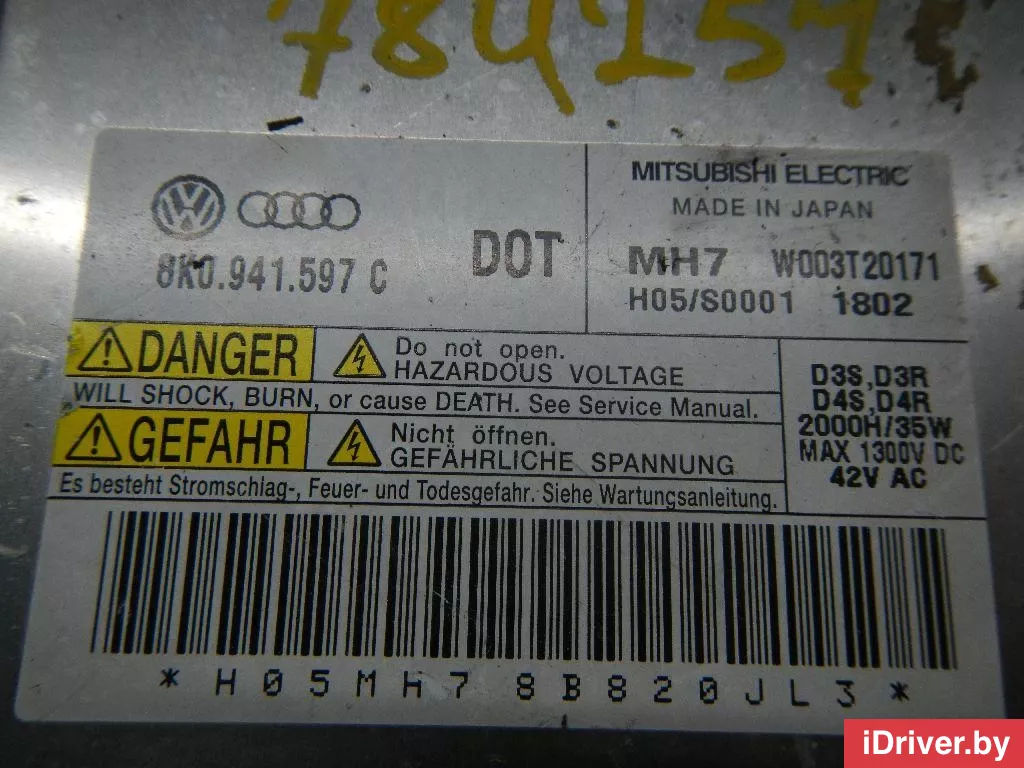 784154
8K0.941.597 C
DOT
MITSUBISHI ELECTRIC
MADE IN JAPAN
MH7 W003T20171
H05/S0001 1802
DANGER
Do not open.
HAZARDOUS VOLTAGE
WILL SHOCK, BURN, or cause DEATH. See Service Manual.
GEFAHR
Nicht öffnen.
GEFÄHRLICHE SPANNUNG
Es besteht Stromschlag-, Feuer- und Todesgefahr. Siehe Wartungsanleitung.
D3S,D3R
D4S,D4R
2000H/35W
MAX 1300V DC
42V AC
*H05MH78B820JL3*
iDriver.by